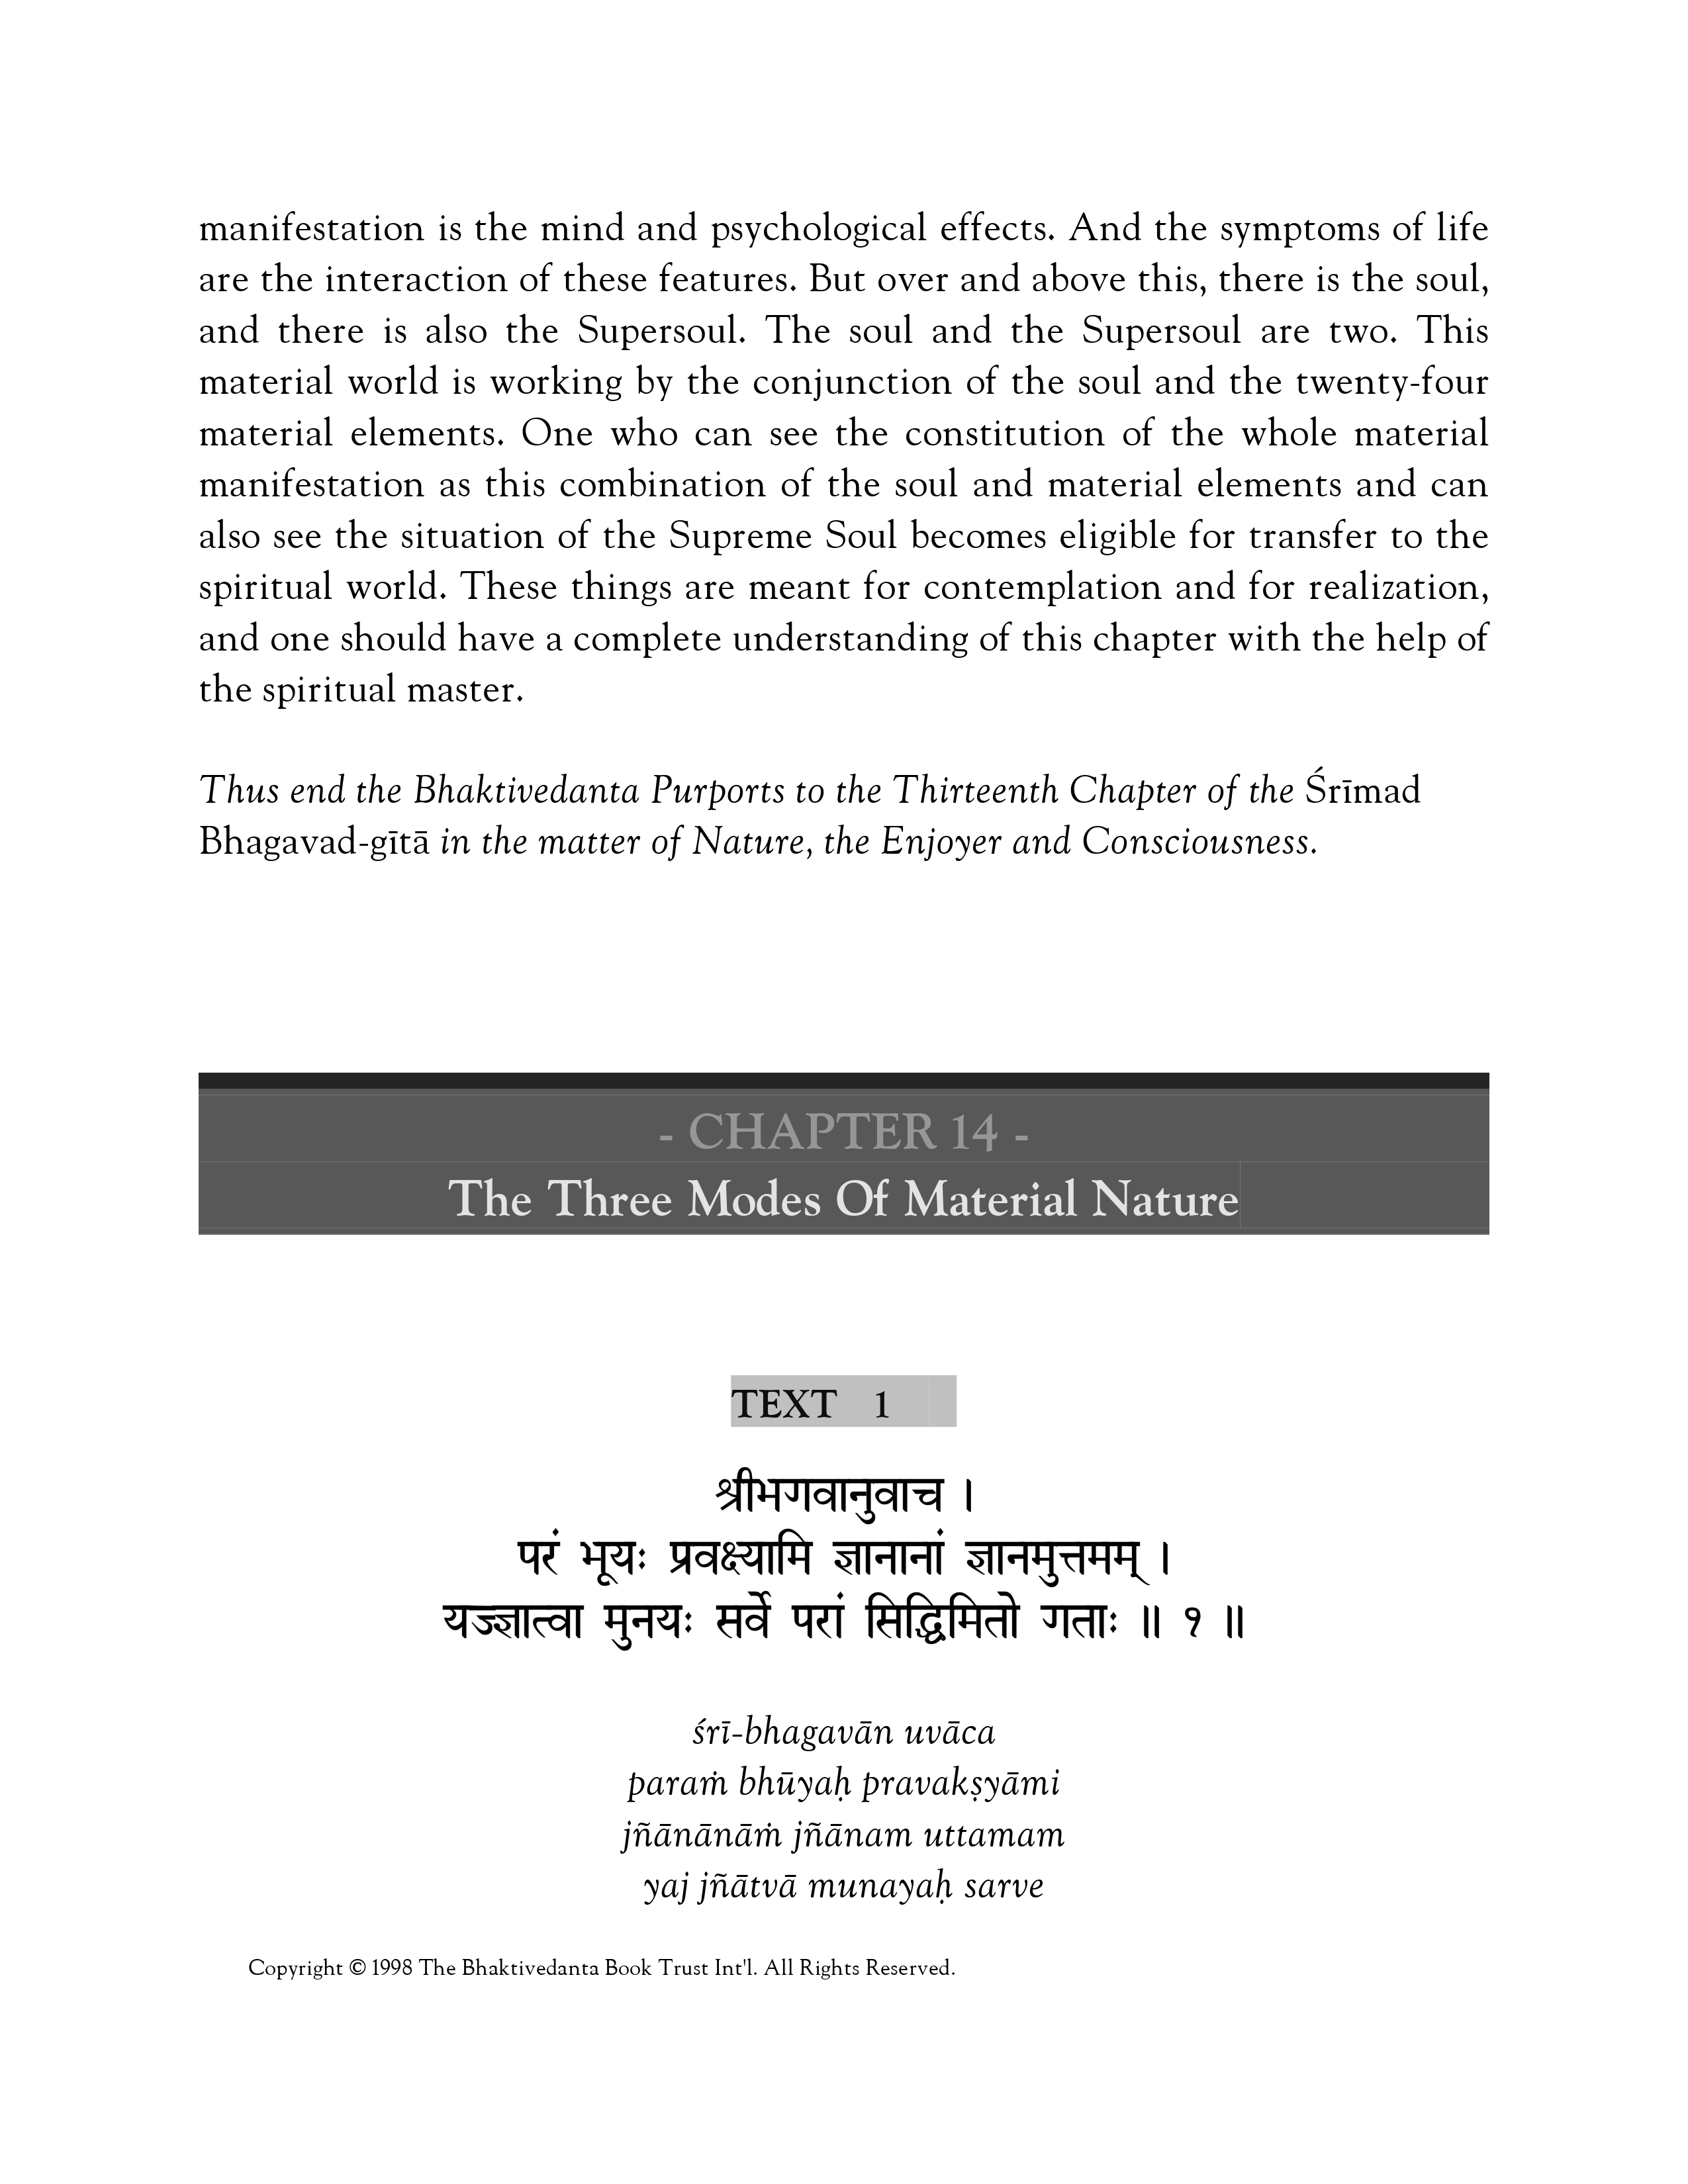 manifestation is the mind and psychological effects. And the symptoms of life
are the interaction of these features. But over and above this, there is the soul,
and there is also the Supersoul. The soul and the Supersoul are two. This
material world is working by the conjunction of the soul and the twenty-four
material elements. One who can see the constitution of the whole material
manifestation as this combination of the soul and material elements and can
also see the situation of the Supreme Soul becomes eligible for transfer to the
spiritual world. These things are meant for contemplation and for realization,
and one should have a complete understanding of this chapter with the help of
the spiritual master.
Thus end the Bhaktivedanta Purports to the Thirteenth Chapter of the Śrīmad
Bhagavad-gītā in the matter of Nature, the Enjoyer and Consciousness.
- CHAPTER 14 -
The Three Modes Of Material Nature
TEXT 1
श्रीभगवानुवाच ।
परं भूयः प्रवक्ष्यामि ज्ञानानां ज्ञानमुत्तमम् ।
यज्ज्ञात्वा मुनयः सर्वे परां सिद्धिमितो गताः ॥ १ ॥
śrī-bhagavān uvāca
paraṁ bhūyaḥ pravakṣyāmi
jñānānāṁ jñānam uttamam
yaj jñātvā munayaḥ sarve
Copyright © 1998 The Bhaktivedanta Book Trust Int'l. All Rights Reserved.